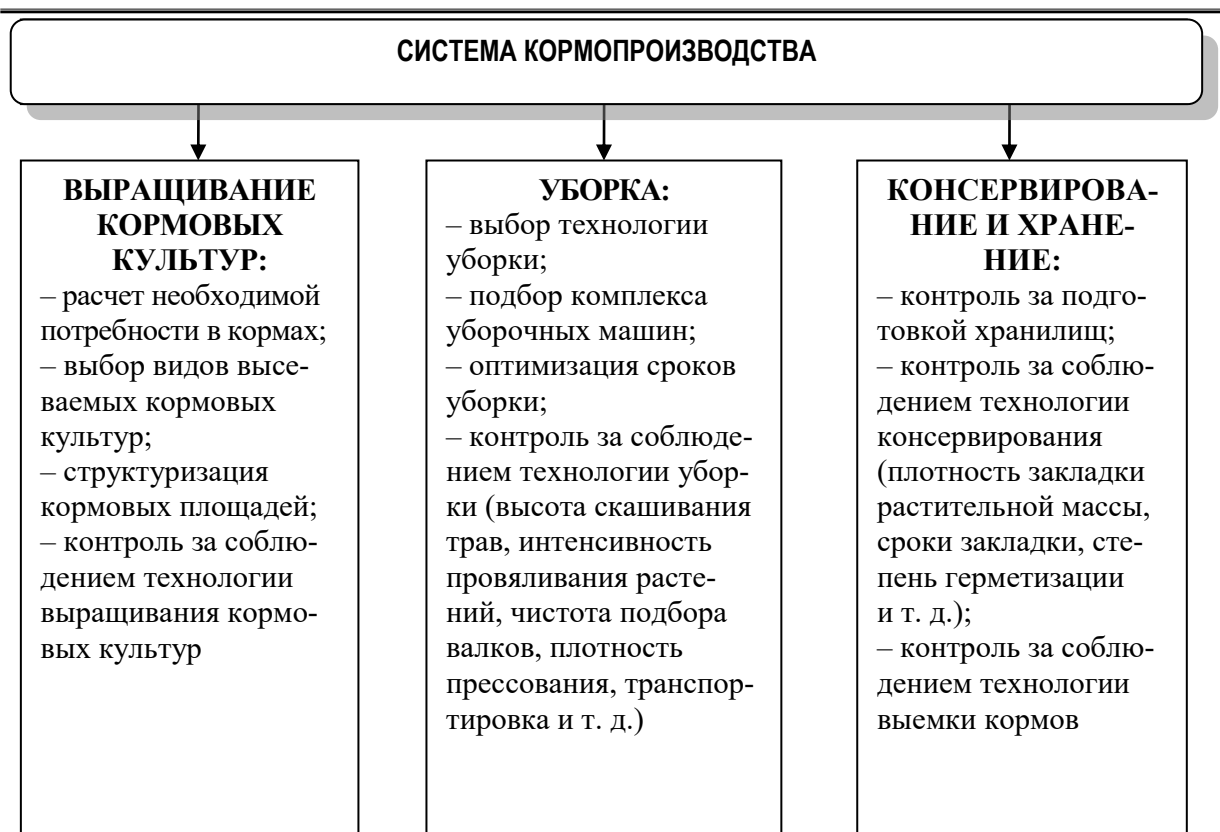 СИСТЕМА КОРМОПРОИЗВОДСТВА
ВЫРАЩИВАНИЕ
КОРМОВЫХ
КУЛЬТУР:
– расчет необходимой
потребности в кормах;
– выбор видов высе-
ваемых кормовых
культур;
– структуризация
кормовых площадей;
– контроль за соблю-
дением технологии
выращивания кормо-
вых культур
УБОРКА:
– выбор технологии
уборки;
– подбор комплекса
уборочных машин;
– оптимизация сроков
уборки;
– контроль за соблюде-
нием технологии убор-
ки (высота скашивания
трав, интенсивность
провяливания расте-
ний, чистота подбора
валков, плотность
прессования, транспор-
тировка и т. д.)
КОНСЕРВИРОВА-
НИЕ И ХРАНЕ-
НИЕ:
– контроль за подго-
товкой хранилищ;
– контроль за соблю-
дением технологии
консервирования
(плотность закладки
растительной массы,
сроки закладки, сте-
пень герметизации
и т. д.);
– контроль за соблю-
дением технологии
выемки кормов